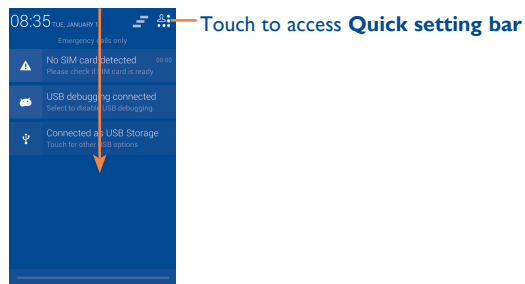 08:35 TUE, JANUARY 1
Touch to access Quick setting bar
Emergency calls only
No SIM card detected 00:00
Please check if SIM card is ready
USB debugging connected
Select to disable USB debugging
Connected as USB Storage
Touch for other USB options